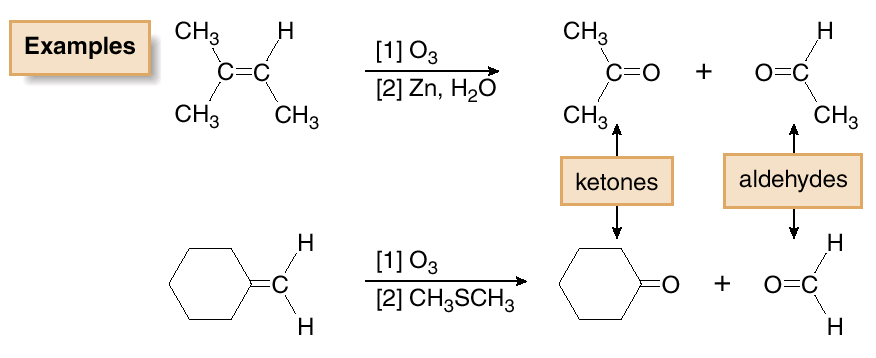 Examples
CH₃ H
C=C
CH₃ CH₃
[1] O₃
[2] Zn, H₂O
CH₃
C=O
CH₃
+
H
O=C
CH₃
ketones
aldehydes
H
C
H
[1] O₃
[2] CH₃SCH₃
O
+
H
O=C
H